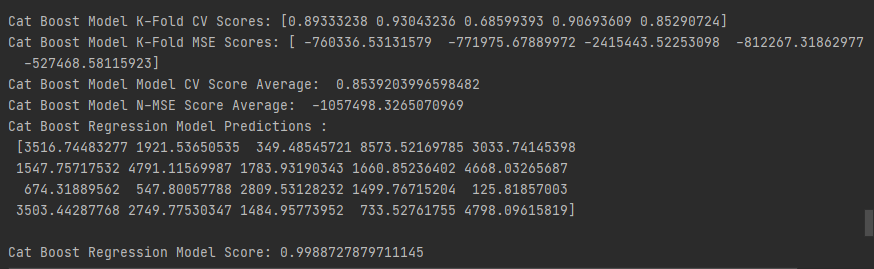 Cat Boost Model K-Fold CV Scores: [0.89333238 0.93043236 0.68599393 0.90693609 0.85290724]
Cat Boost Model K-Fold MSE Scores: [ -760336.53131579  -771975.67889972 -2415443.52253098  -812267.31862977
  -527468.58115923]
Cat Boost Model Model CV Score Average:  0.8539203996598482
Cat Boost Model N-MSE Score Average:  -1057498.3265070969
Cat Boost Regression Model Predictions :
 [3516.74483277 1921.53650535  349.48545721 8573.52169785 3033.74145398
 1547.75717532 4791.11569987 1783.93190343 1660.85236402 4668.03265687
  674.31889562  547.80057788 2809.53128232 1499.76715204  125.81857003
 3503.44287768 2749.77530347 1484.95773952  733.52761755 4798.09615819]
Cat Boost Regression Model Score: 0.9988727879711145